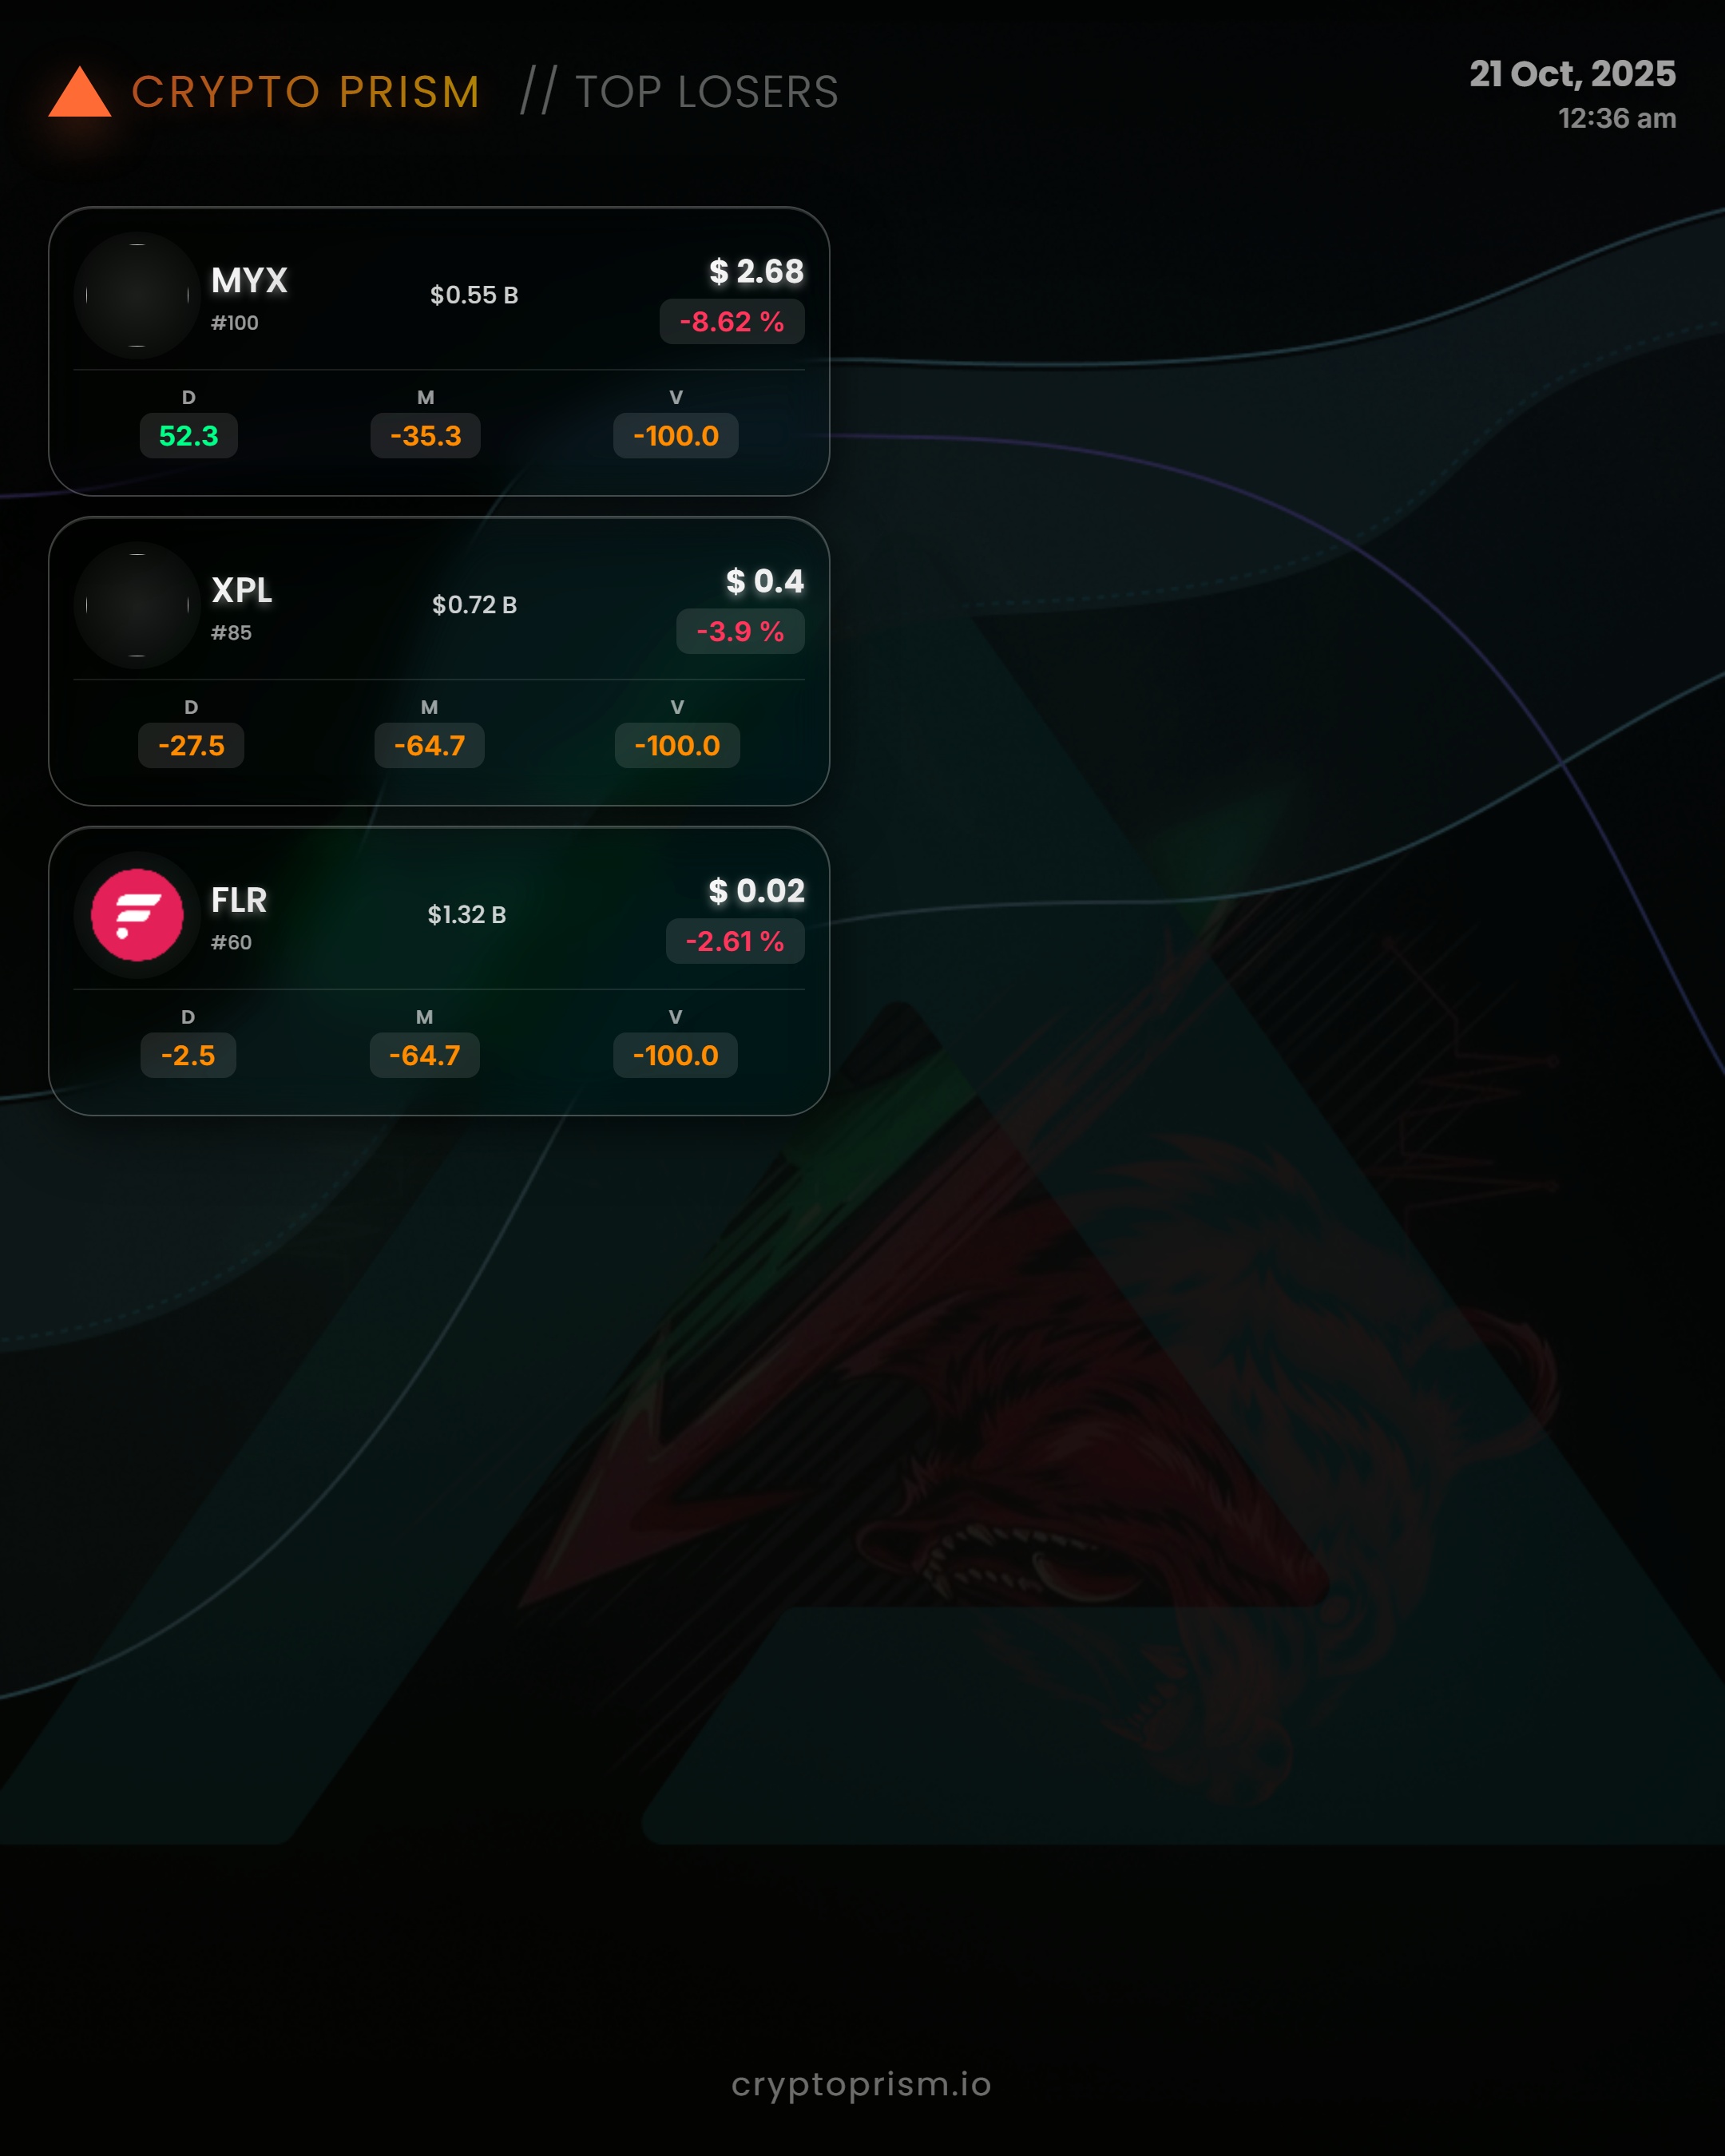 CRYPTO PRISM // TOP LOSERS
21 Oct, 2025
12:36 am
MYX
#100
$0.55 B
$ 2.68
-8.62 %
D M V
52.3 -35.3 -100.0
XPL
#85
$0.72 B
$ 0.4
-3.9 %
D M V
-27.5 -64.7 -100.0
FLR
#60
$1.32 B
$ 0.02
-2.61 %
D M V
-2.5 -64.7 -100.0
cryptoprism.io